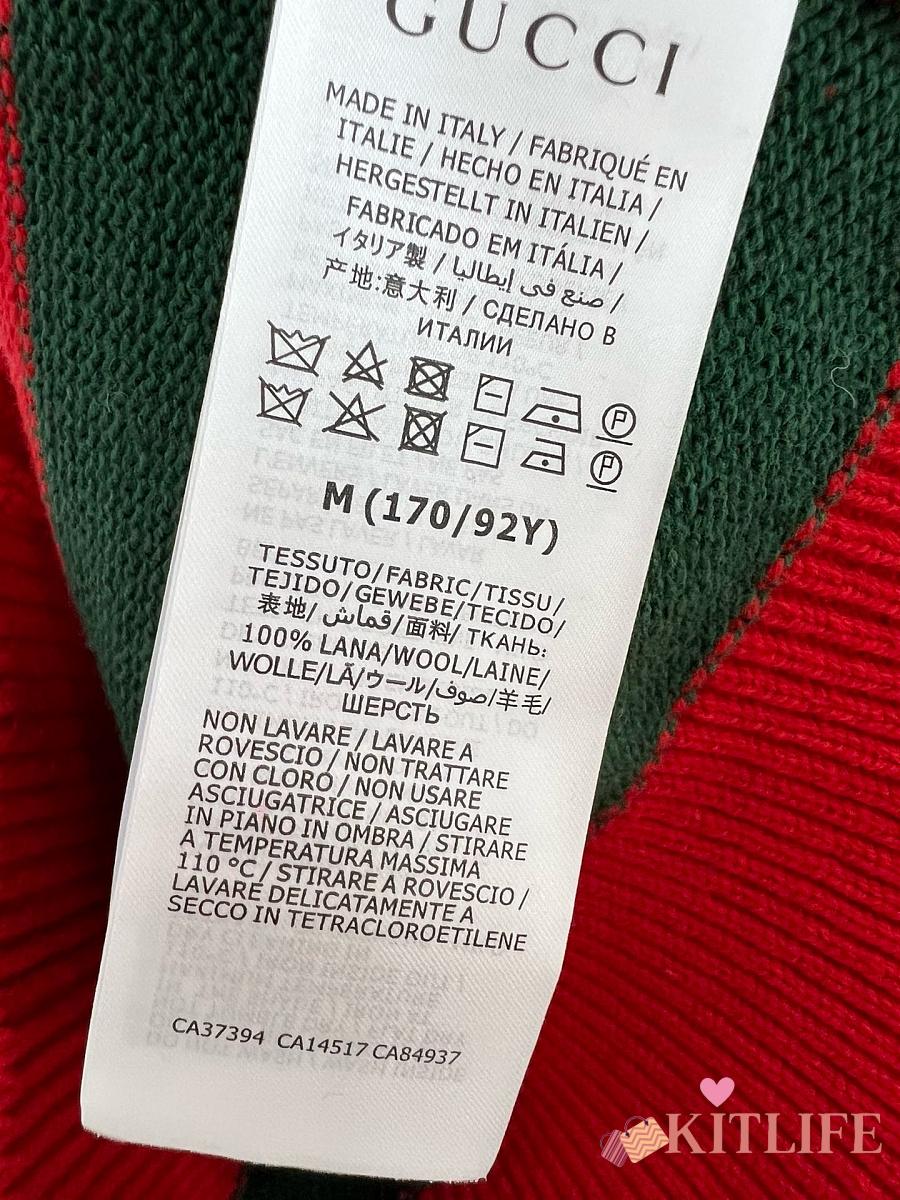 GUCCI
MADE IN ITALY / FABRIQUÉ EN
ITALIE / HECHO EN ITALIA /
HERGESTELLT IN ITALIEN /
FABRICADO EM ITÁLIA /
イタリア製 / صنع في إيطاليا /
产地:意大利 / СДЕЛАНО В
ИТАЛИИ
P
P
M (170/92Y)
TESSUTO/FABRIC/TISSU/
TEJIDO/GEWEBE/TECIDO/
表地/قماش/面料/ТКАНЬ:
100% LANA/WOOL/LAINE/
WOLLE/LÃ/ウール/صوف/羊毛/
ШЕРСТЬ
NON LAVARE / LAVARE A
ROVESCIO / NON TRATTARE
CON CLORO / NON USARE
ASCIUGATRICE / ASCIUGARE
IN PIANO IN OMBRA / STIRARE
A TEMPERATURA MASSIMA
110 °C / STIRARE A ROVESCIO /
LAVARE DELICATAMENTE A
SECCO IN TETRACLOROETILENE
CA37394 CA14517 CA84937
KITLIFE